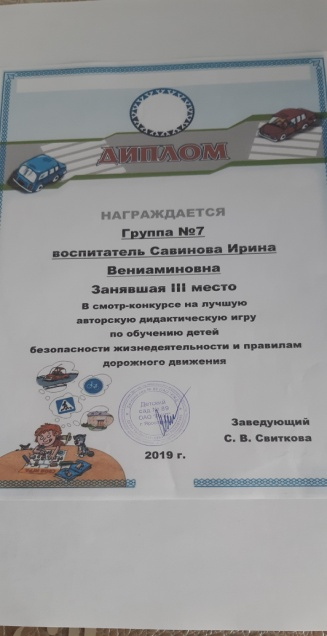 ДИПЛОМ
НАГРАЖДАЕТСЯ
Группа №7
воспитатель Савинова Ирина
Вениаминовна
Занявшая III место
В смотр-конкурсе на лучшую
авторскую дидактическую игру
по обучению детей
безопасности жизнедеятельности и правилам
дорожного движения
Детский
Заведующий
С. В. Свиткова
2019 г.